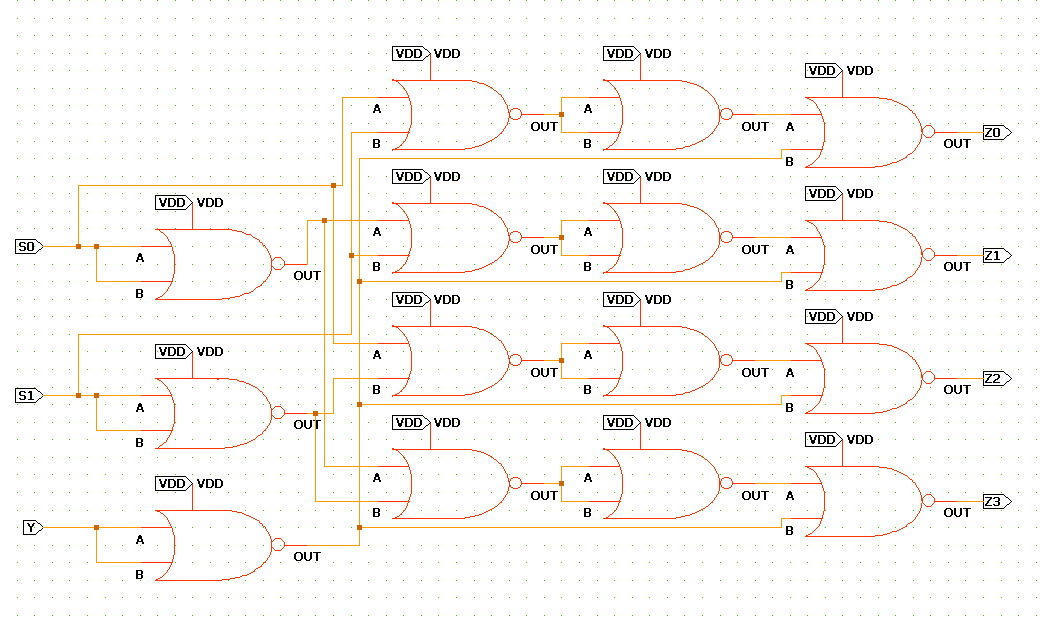 VDD VDD VDD VDD
VDD VDD
A A OUT Z0
OUT OUT A
B B B OUT
VDD VDD VDD VDD
VDD VDD
VDD VDD
A A OUT Z1
S0 A OUT OUT A
B OUT B B B OUT
VDD VDD VDD VDD
VDD VDD
VDD VDD
A A Z2
OUT OUT A
S1 A B B B OUT
OUT
B
VDD VDD VDD VDD
VDD VDD
VDD VDD
A A
OUT OUT A Z3
B B B OUT
Y
A
OUT
B